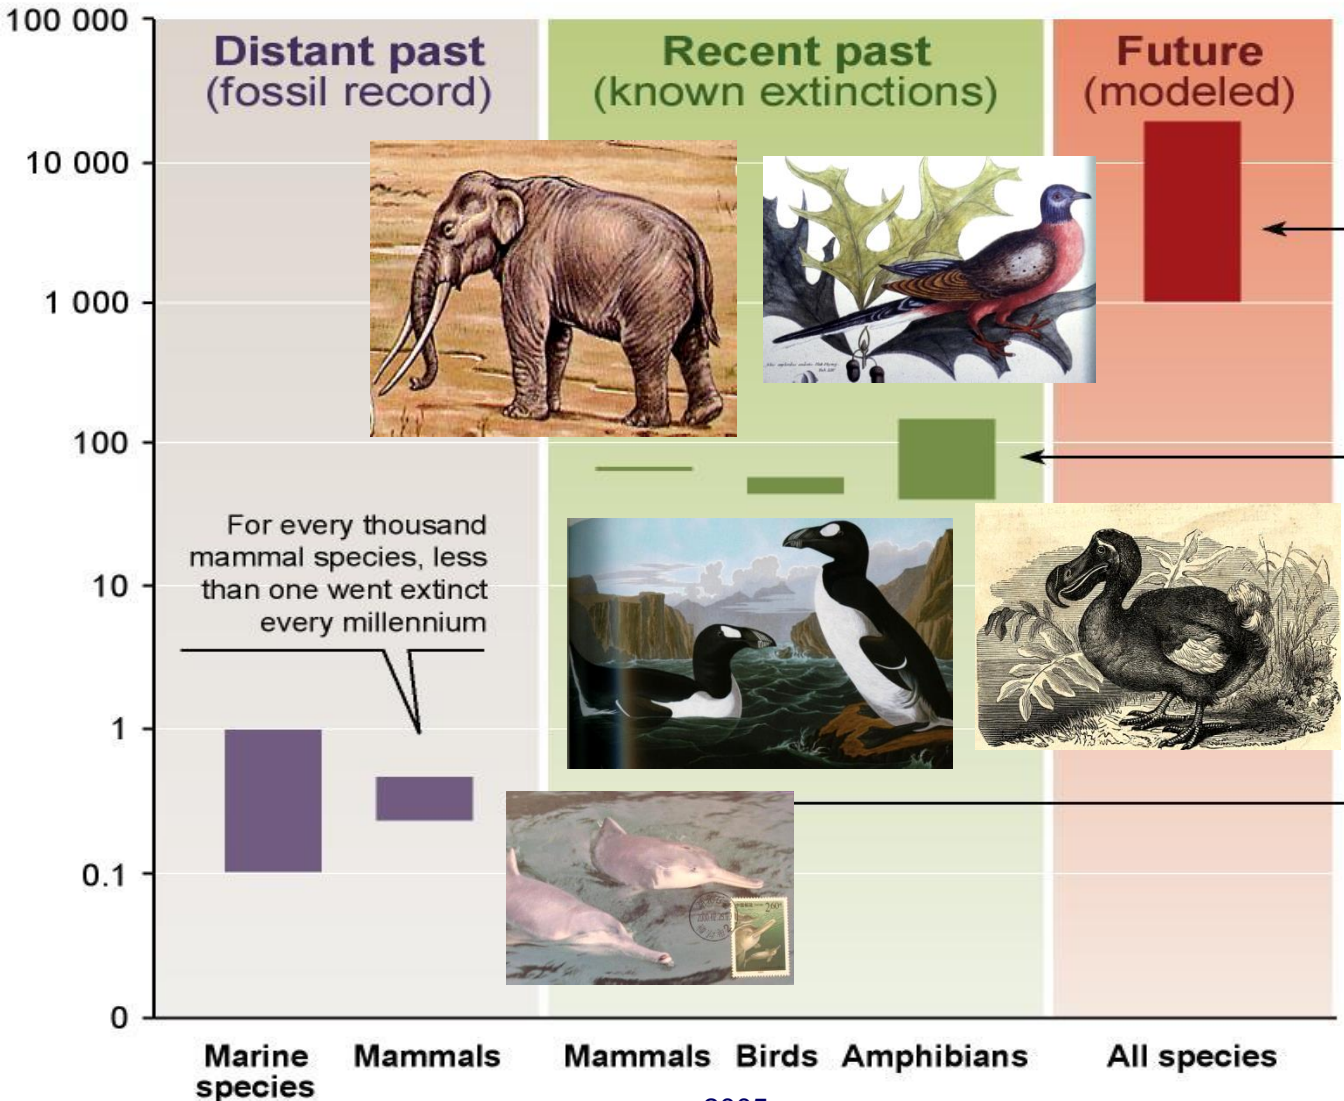 100 000
10 000
1 000
100
10
1
0.1
0
Distant past
(fossil record)
Recent past
(known extinctions)
Future
(modeled)
For every thousand
mammal species, less
than one went extinct
every millennium
260
Marine
species
Mammals
Mammals
Birds
Amphibians
All species